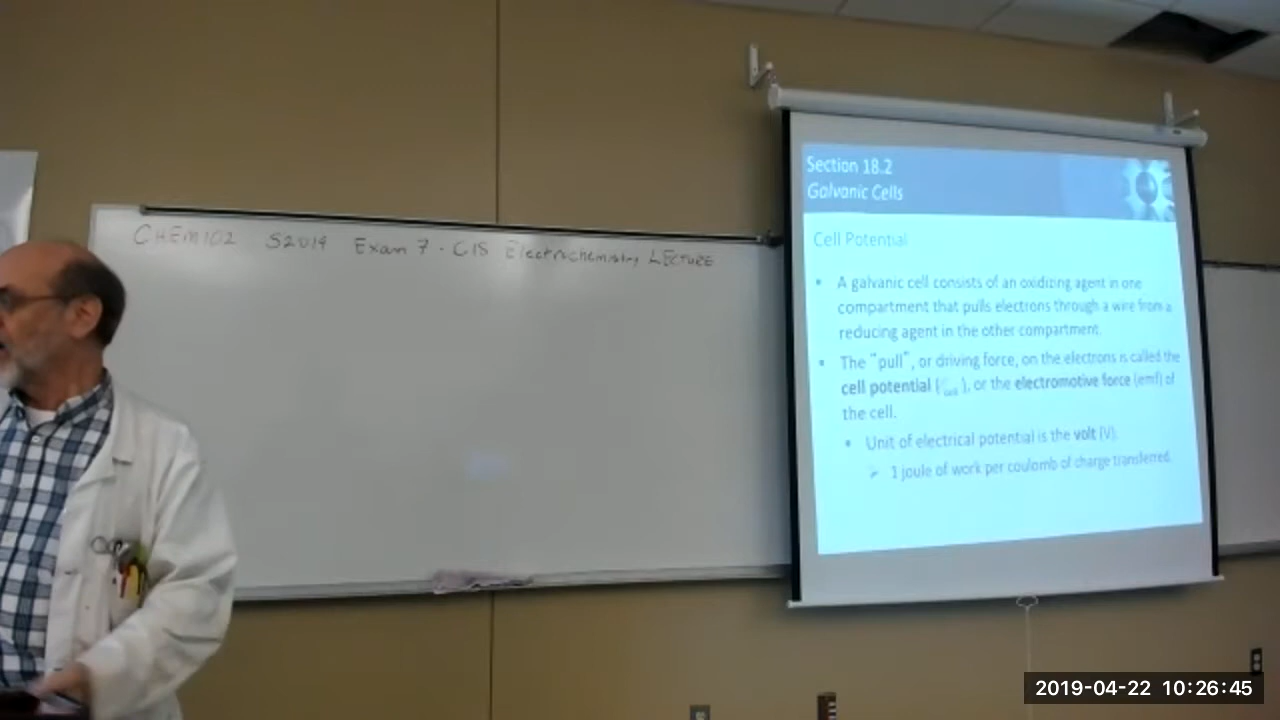 CHEM102 S2019 Exam 7 - C18 Electrochemistry LECTURE
Section 18.2
Galvanic Cells
Cell Potential
• A galvanic cell consists of an oxidizing agent in one
compartment that pulls electrons through a wire from a
reducing agent in the other compartment.
• The "pull", or driving force, on the electrons is called the
cell potential (ℰcell), or the electromotive force (emf) of
the cell.
• Unit of electrical potential is the volt (V).
➢ 1 joule of work per coulomb of charge transferred.
2019-04-22 10:26:45